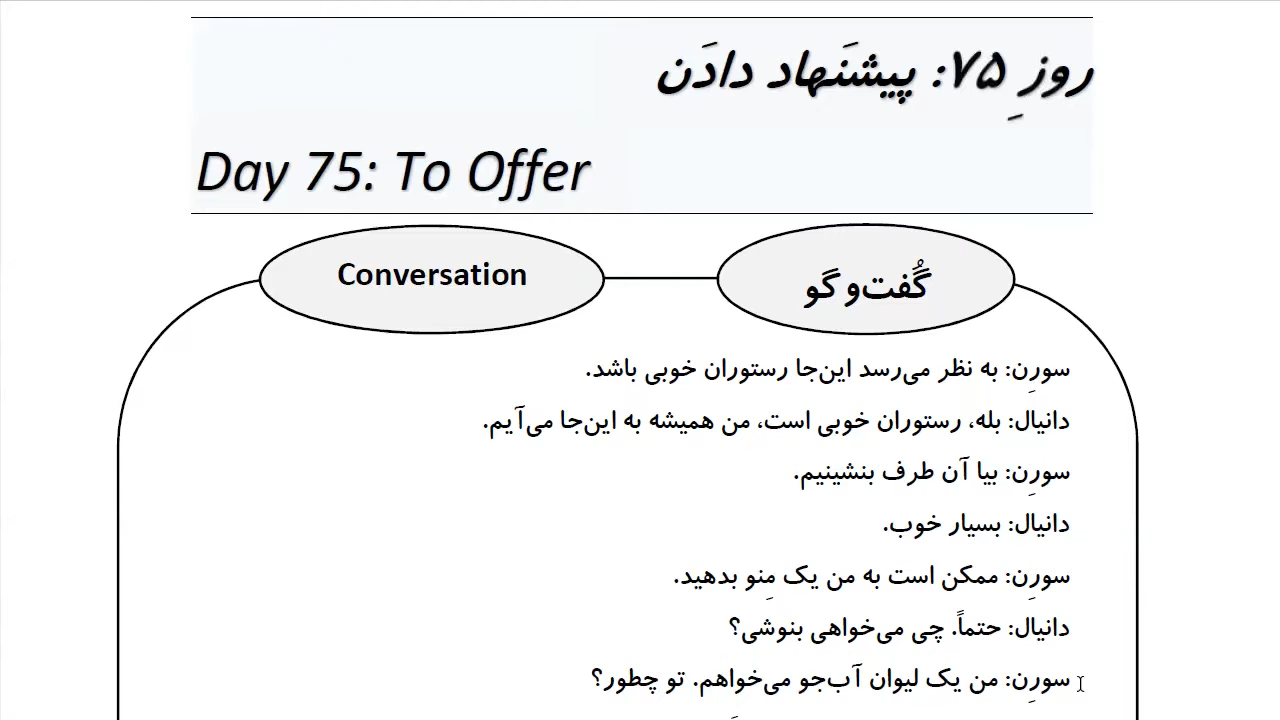 روزِ ۷۵: پیشنَهاد دادَن
Day 75: To Offer
Conversation
گُفت‌و‌گو
سورِن: به نظر می‌رسد این‌جا رستوران خوبی باشد.
دانیال: بله، رستوران خوبی است، من همیشه به این‌جا می‌آیم.
سورِن: بیا آن طرف بنشینیم.
دانیال: بسیار خوب.
سورِن: ممکن است به من یک مِنو بدهید.
دانیال: حتماً. چی می‌خواهی بنوشی؟
سورِن: من یک لیوان آب‌جو می‌خواهم. تو چطور؟